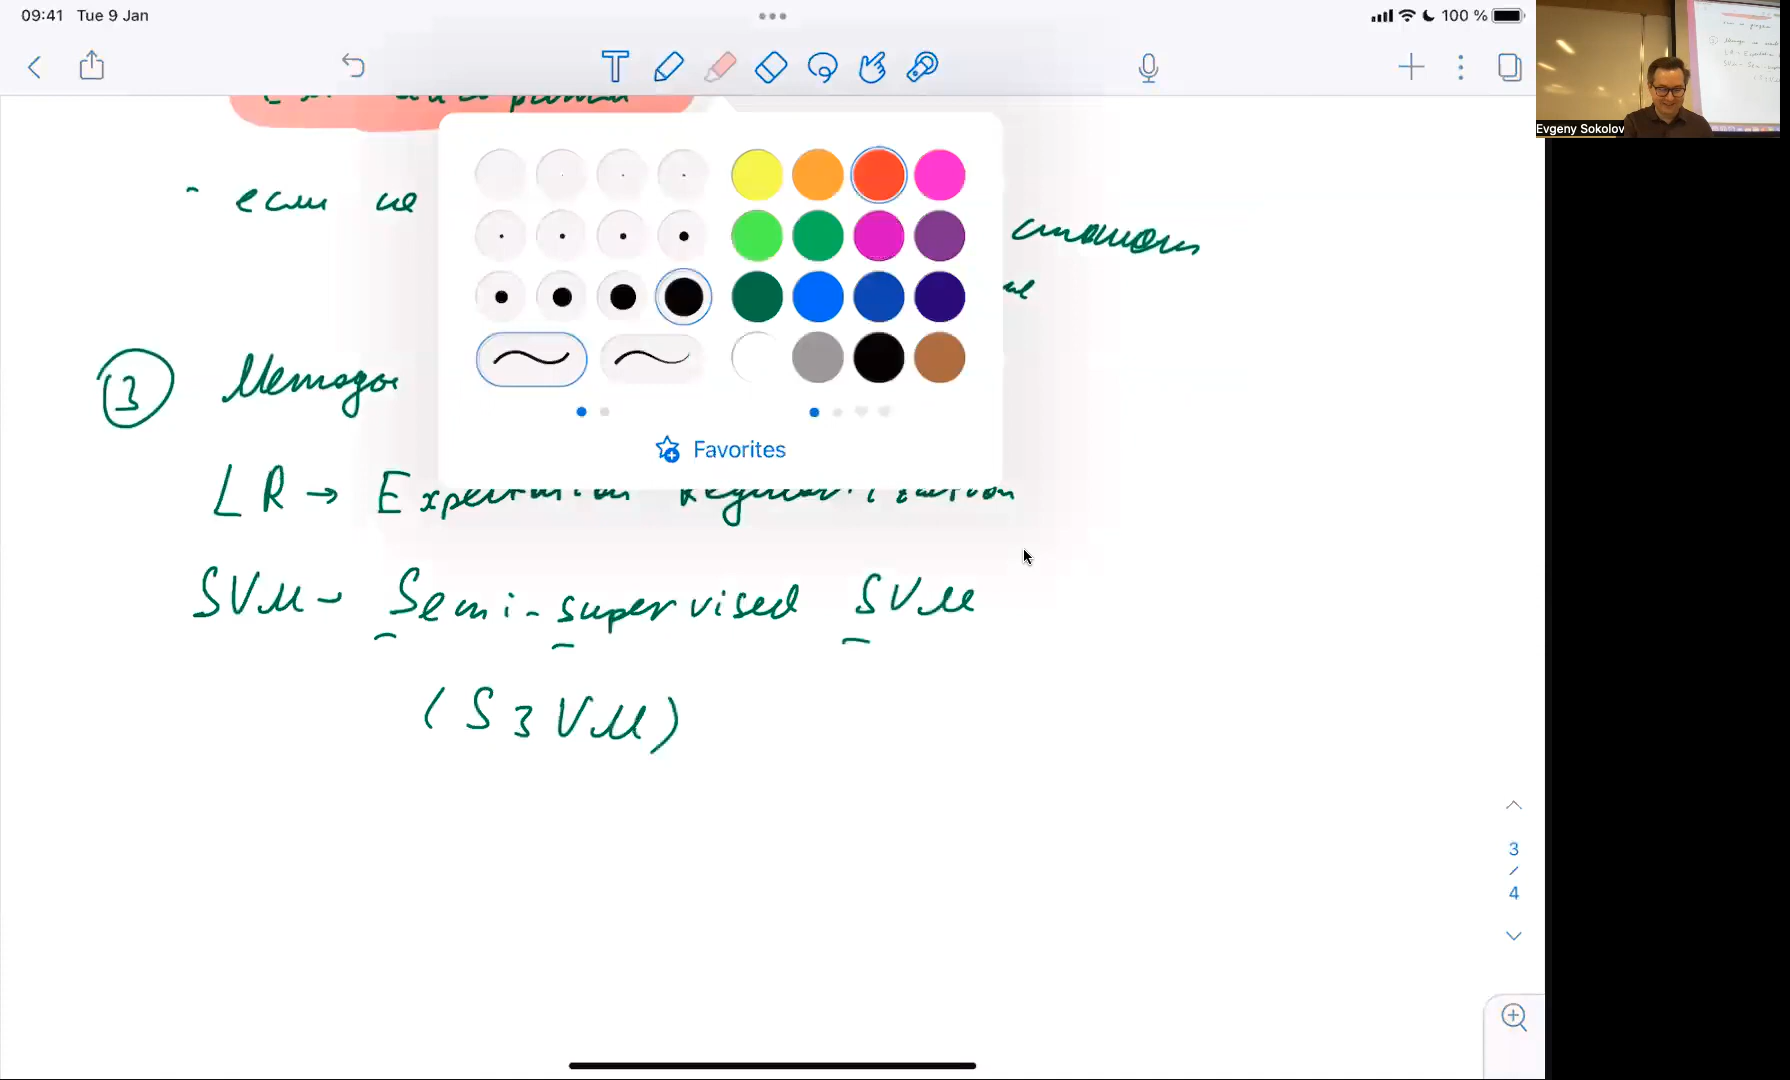 09:41 Tue 9 Jan 100 %
Evgeny Sokolov
- если не
③ Методы
Favorites
LR → Expectation Regularization
SVM - Semi-supervised SVM
(S3VM)
3
/
4